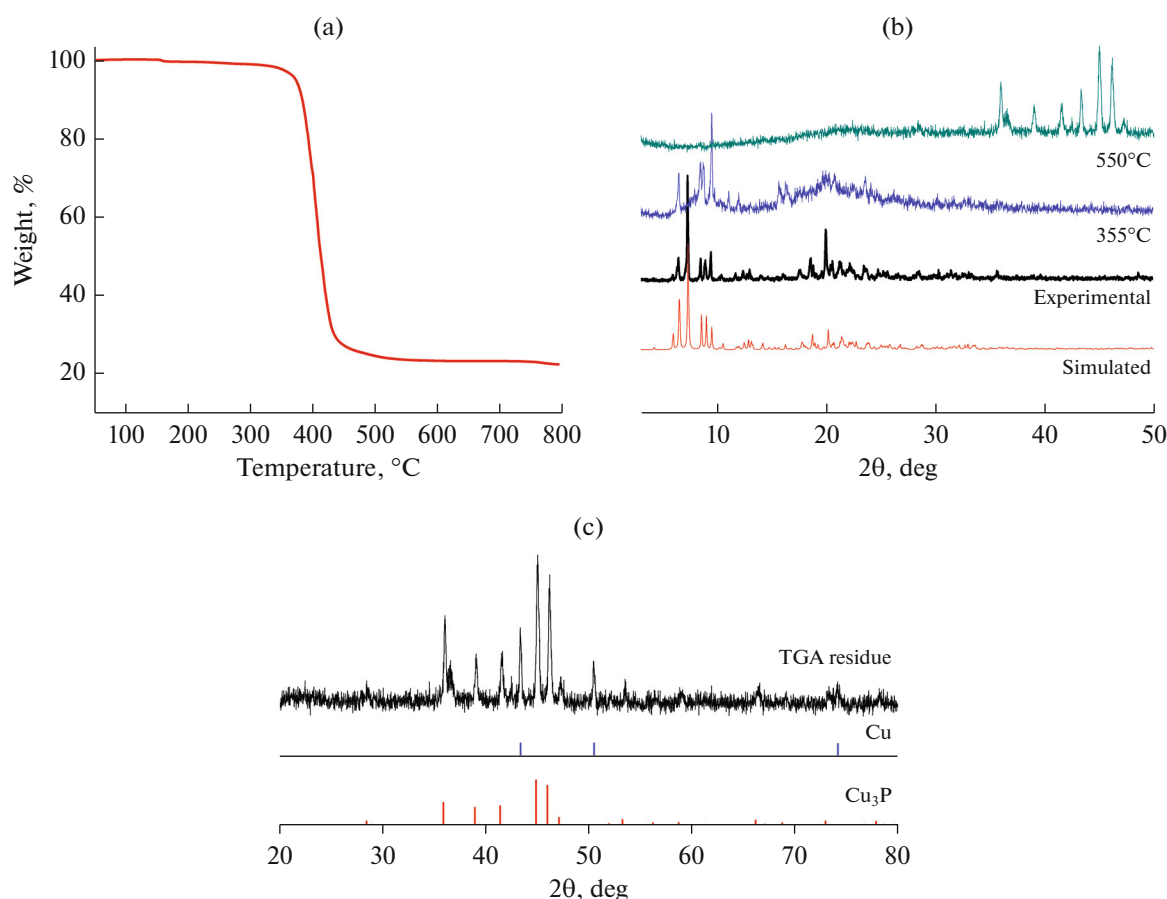 (a)
100
80
60
40
20
Weight, %
100 200 300 400 500 600 700 800
Temperature, °C
(b)
550°C
355°C
Experimental
Simulated
10 20 30 40 50
2θ, deg
(c)
TGA residue
Cu
Cu₃P
20 30 40 50 60 70 80
2θ, deg